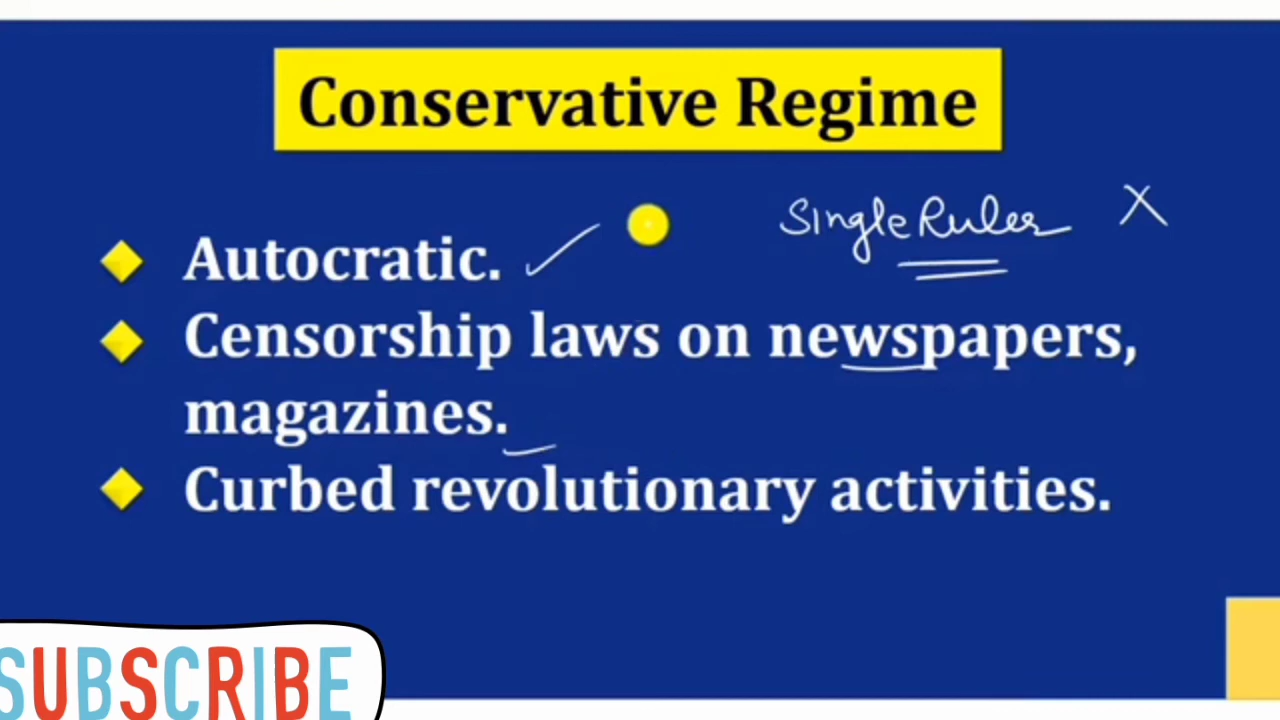 Conservative Regime
Single Ruler X
Autocratic.
Censorship laws on newspapers,
magazines.
Curbed revolutionary activities.
SUBSCRIBE